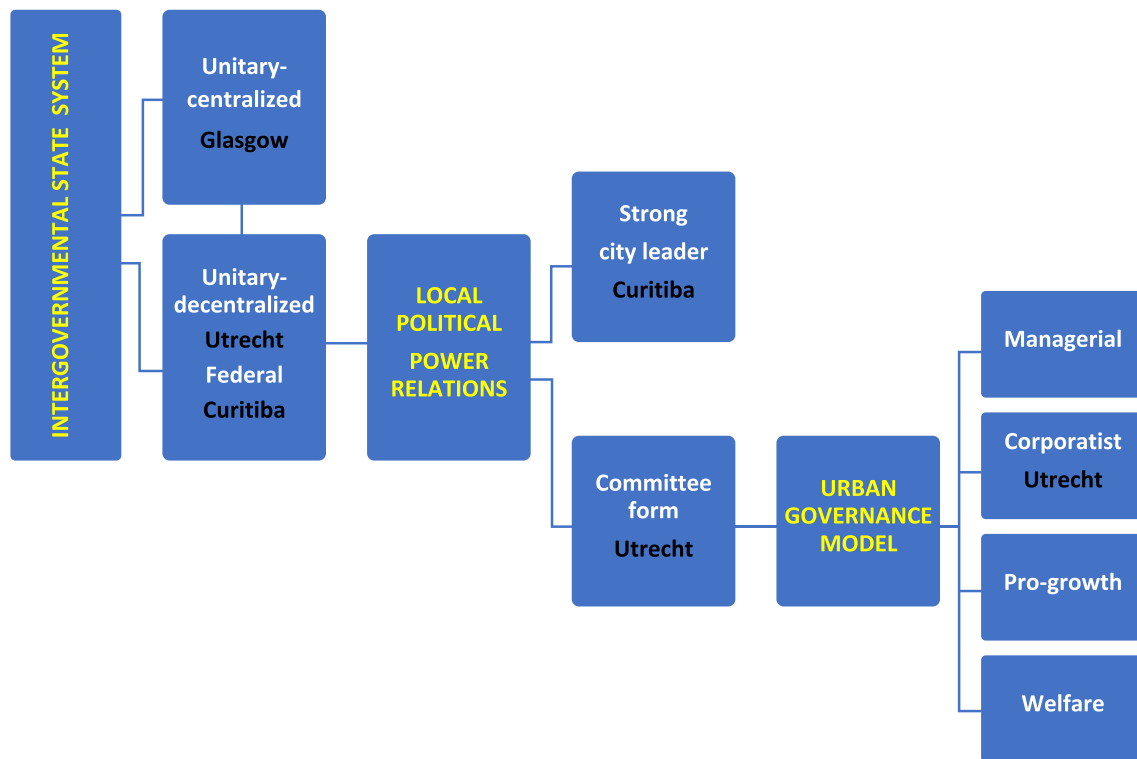 INTERGOVERNMENTAL STATE SYSTEM
Unitary-
centralized
Glasgow
Unitary-
decentralized
Utrecht
Federal
Curitiba
LOCAL
POLITICAL
POWER
RELATIONS
Strong
city leader
Curitiba
Committee
form
Utrecht
URBAN
GOVERNANCE
MODEL
Managerial
Corporatist
Utrecht
Pro-growth
Welfare